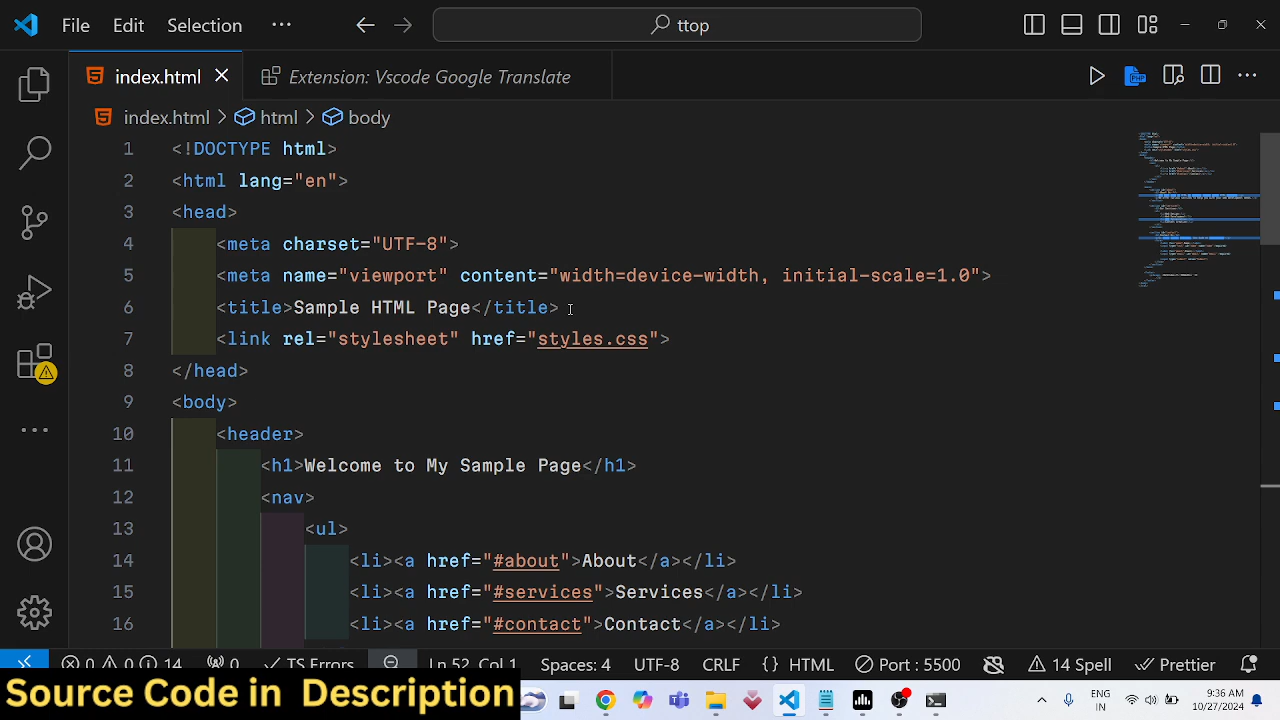 File Edit Selection ··· ttop
index.html Extension: Vscode Google Translate
index.html > html > body
1 <!DOCTYPE html>
2 <html lang="en">
3 <head>
4 <meta charset="UTF-8">
5 <meta name="viewport" content="width=device-width, initial-scale=1.0">
6 <title>Sample HTML Page</title>
7 <link rel="stylesheet" href="styles.css">
8 </head>
9 <body>
10 <header>
11 <h1>Welcome to My Sample Page</h1>
12 <nav>
13 <ul>
14 <li><a href="#about">About</a></li>
15 <li><a href="#services">Services</a></li>
16 <li><a href="#contact">Contact</a></li>
0 0 14 0 TS Errors Ln 52, Col 1 Spaces: 4 UTF-8 CRLF {} HTML Port : 5500 14 Spell Prettier
Source Code in Description
ENG 9:36 AM
IN 10/27/2024